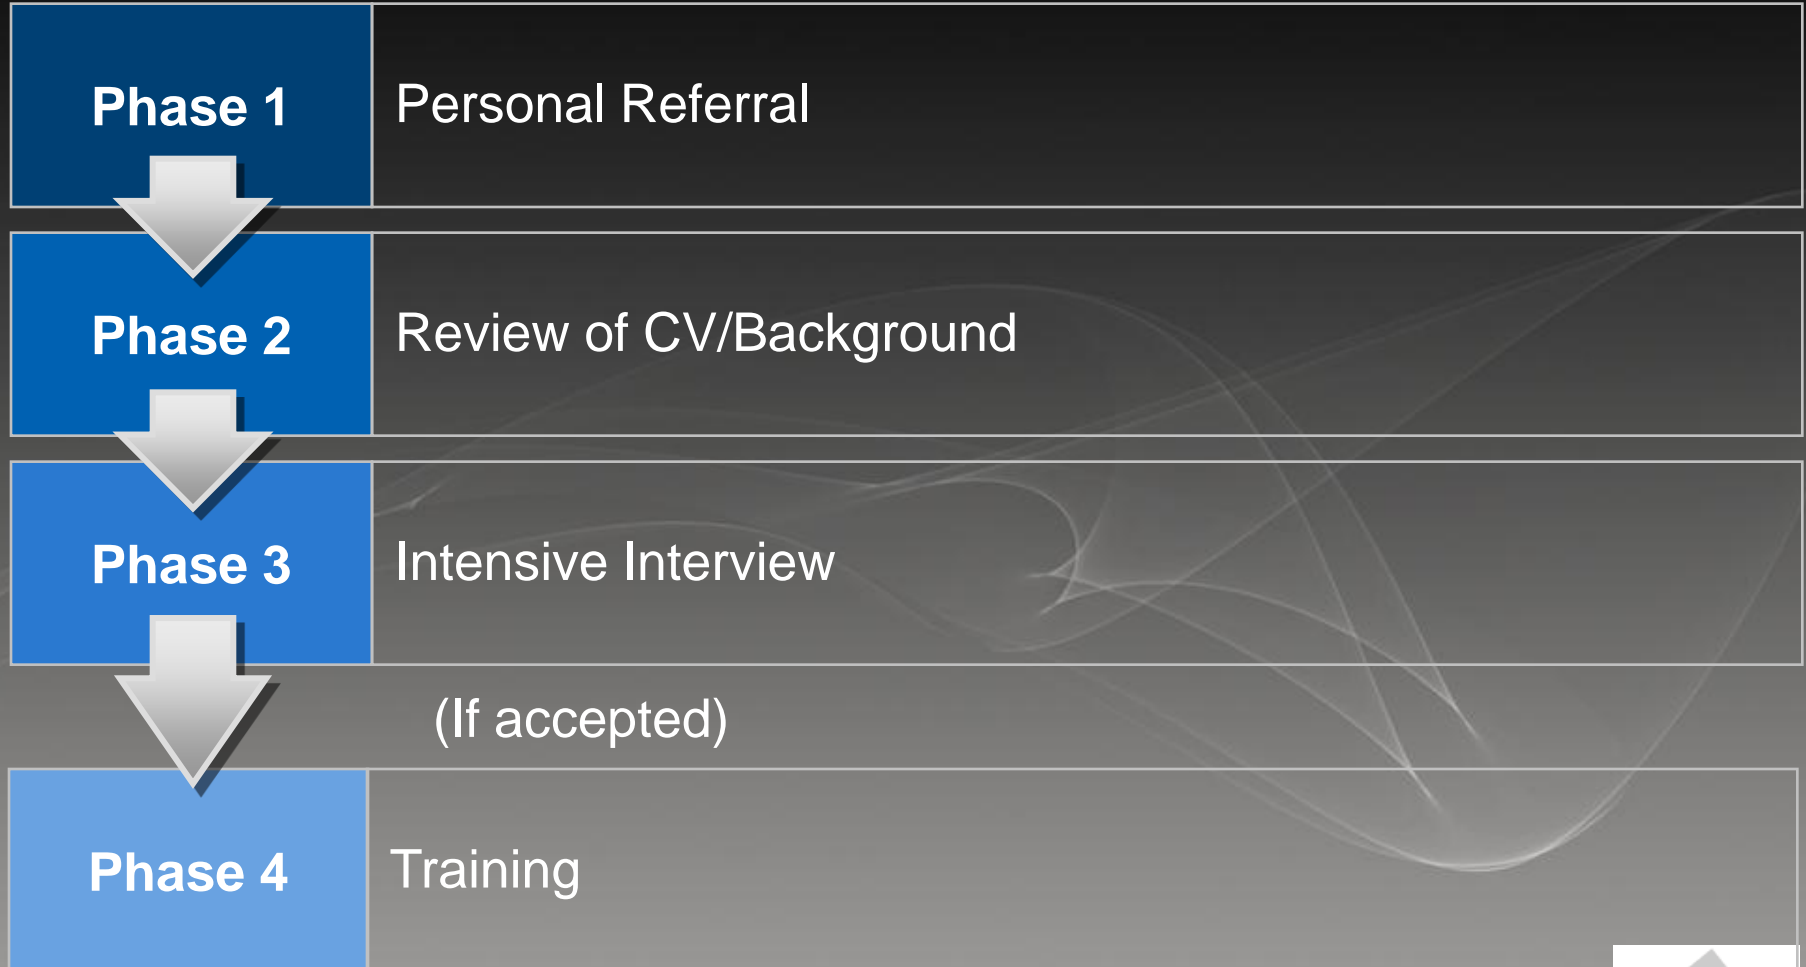 Phase 1
Personal Referral
Phase 2
Review of CV/Background
Phase 3
Intensive Interview
(If accepted)
Phase 4
Training